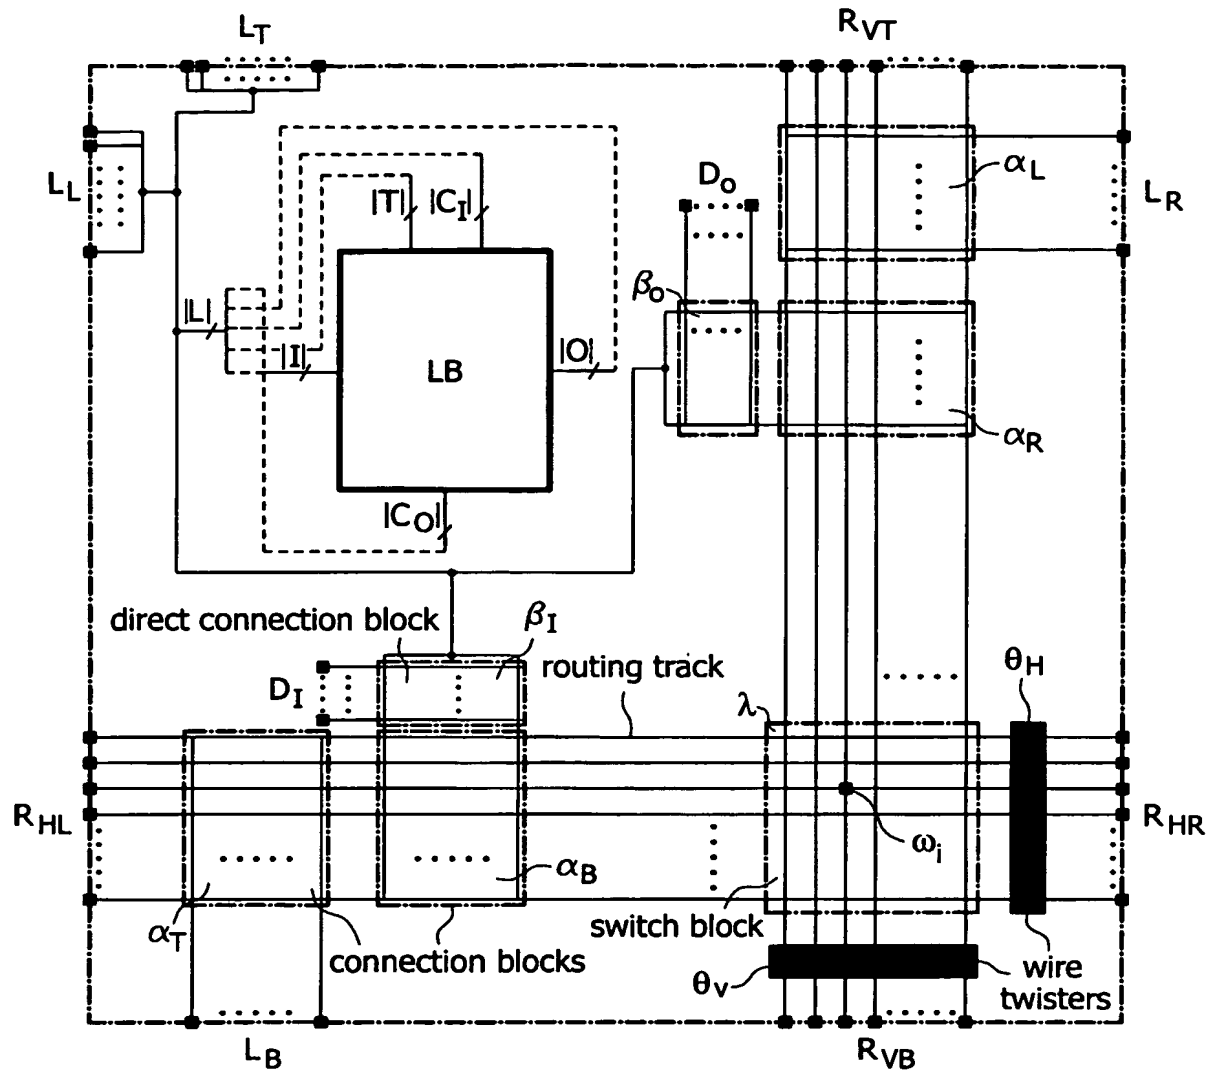 L_T
R_VT
L_L
|T|
|C_I|
D_O
α_L
L_R
β_O
|L|
|I|
LB
|O|
α_R
|C_O|
direct connection block
β_I
routing track
θ_H
D_I
λ
R_HL
R_HR
ω_i
α_B
α_T
switch block
connection blocks
θ_V
wire
twisters
L_B
R_VB